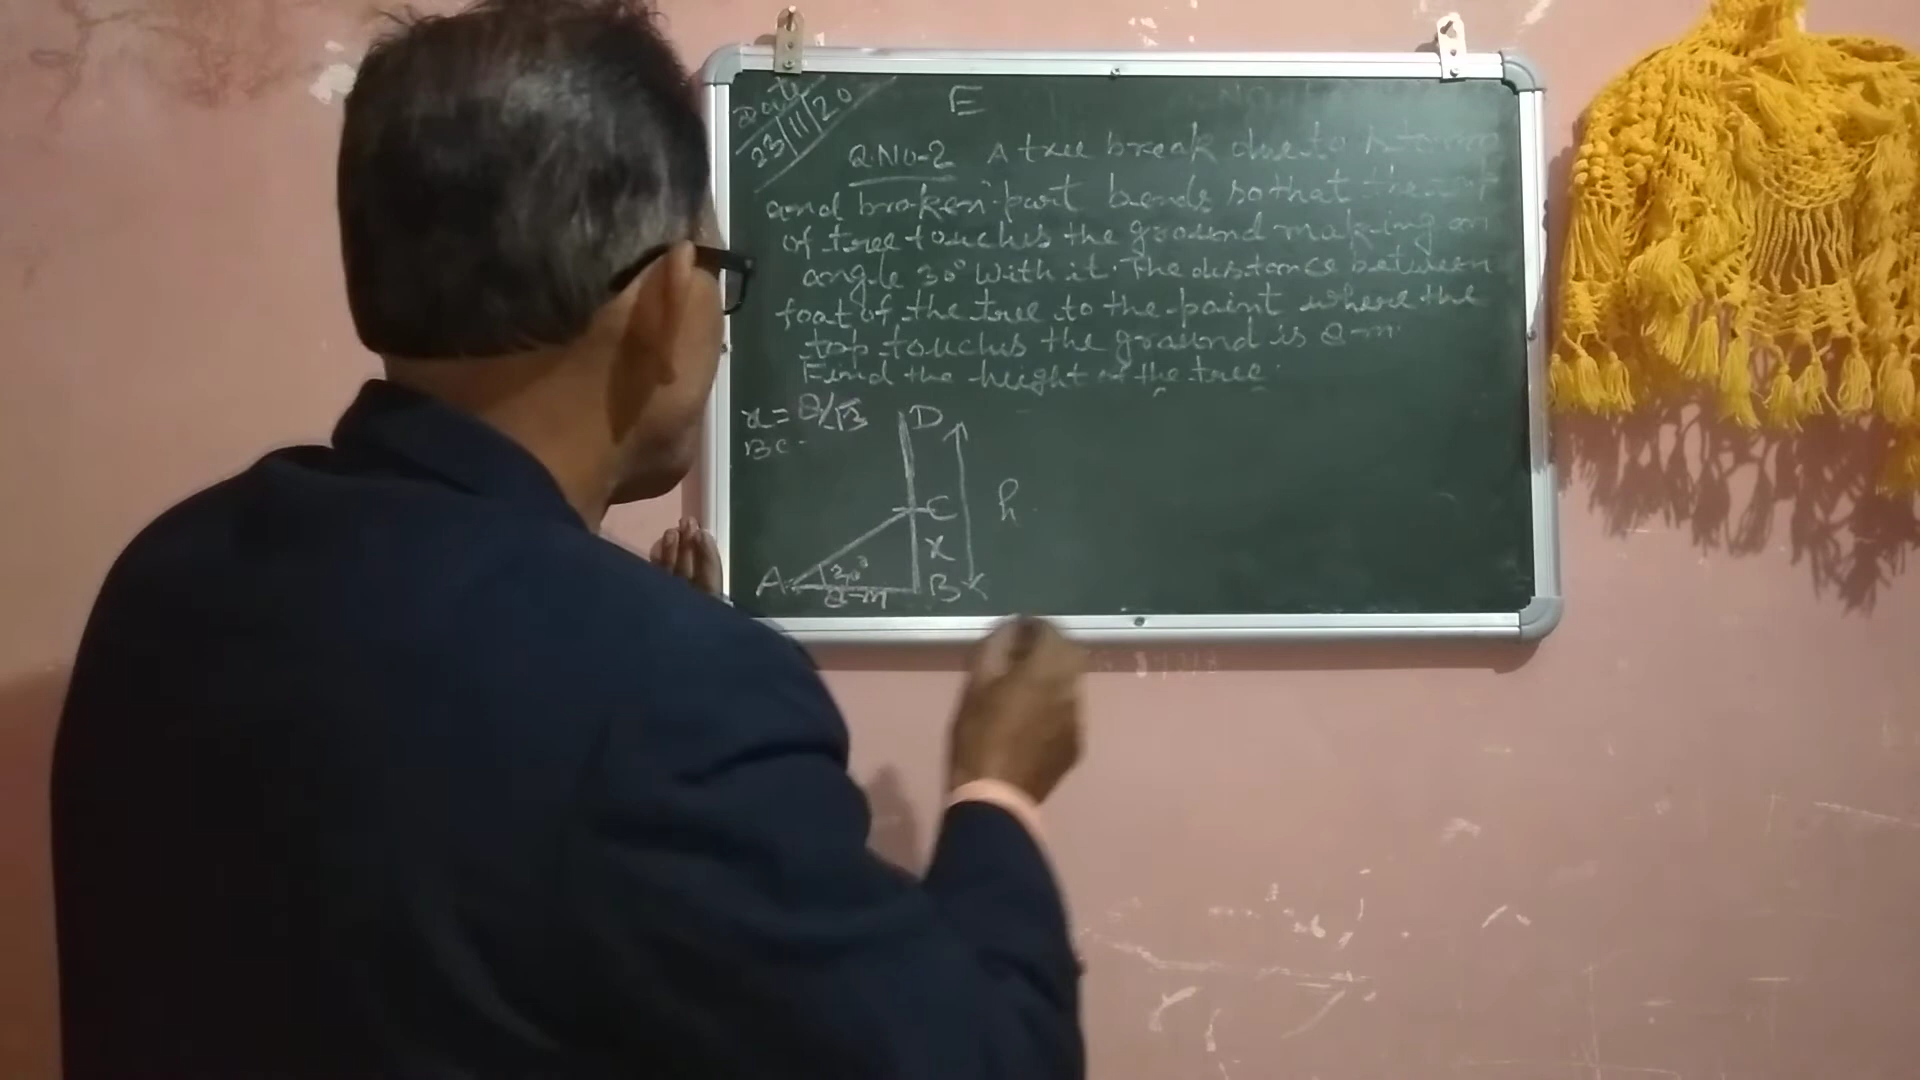 Date
23/11/20
E
Q.No-2 A tree break due to storm
and broken part bends so that the top
of tree touches the ground making an
angle 30° with it. The distance between
foot of the tree to the point where the
top touches the ground is 8-m.
Find the height of the tree.
x = 8/√3
BC
D
C
h
x
A
30°
8-m
B